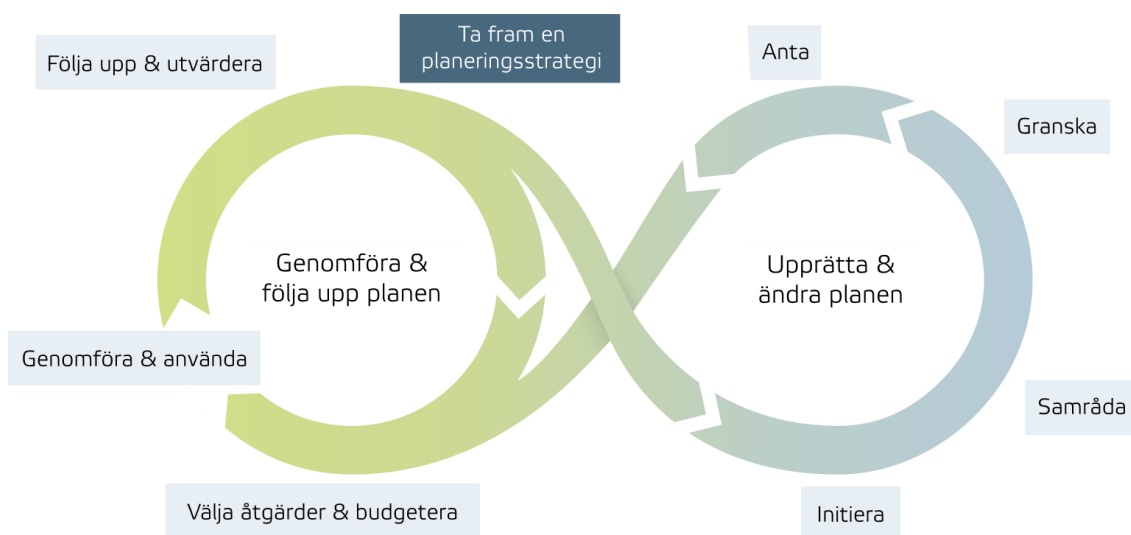 Ta fram en
planeringsstrategi
Följa upp & utvärdera
Anta
Granska
Genomföra &
följa upp planen
Upprätta &
ändra planen
Genomföra & använda
Samråda
Välja åtgärder & budgetera
Initiera